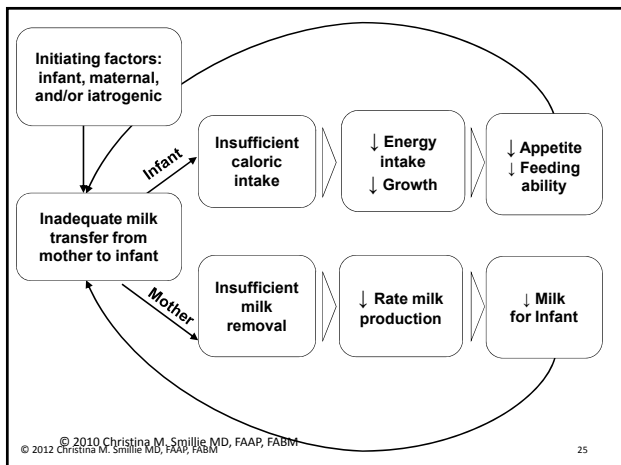 Initiating factors:
infant, maternal,
and/or iatrogenic
Inadequate milk
transfer from
mother to infant
Infant
Insufficient
caloric
intake
↓ Energy
intake
↓ Growth
↓ Appetite
↓ Feeding
ability
Mother
Insufficient
milk
removal
↓ Rate milk
production
↓ Milk
for Infant
© 2010 Christina M. Smillie MD, FAAP, FABM
© 2012 Christina M. Smillie MD, FAAP, FABM
25